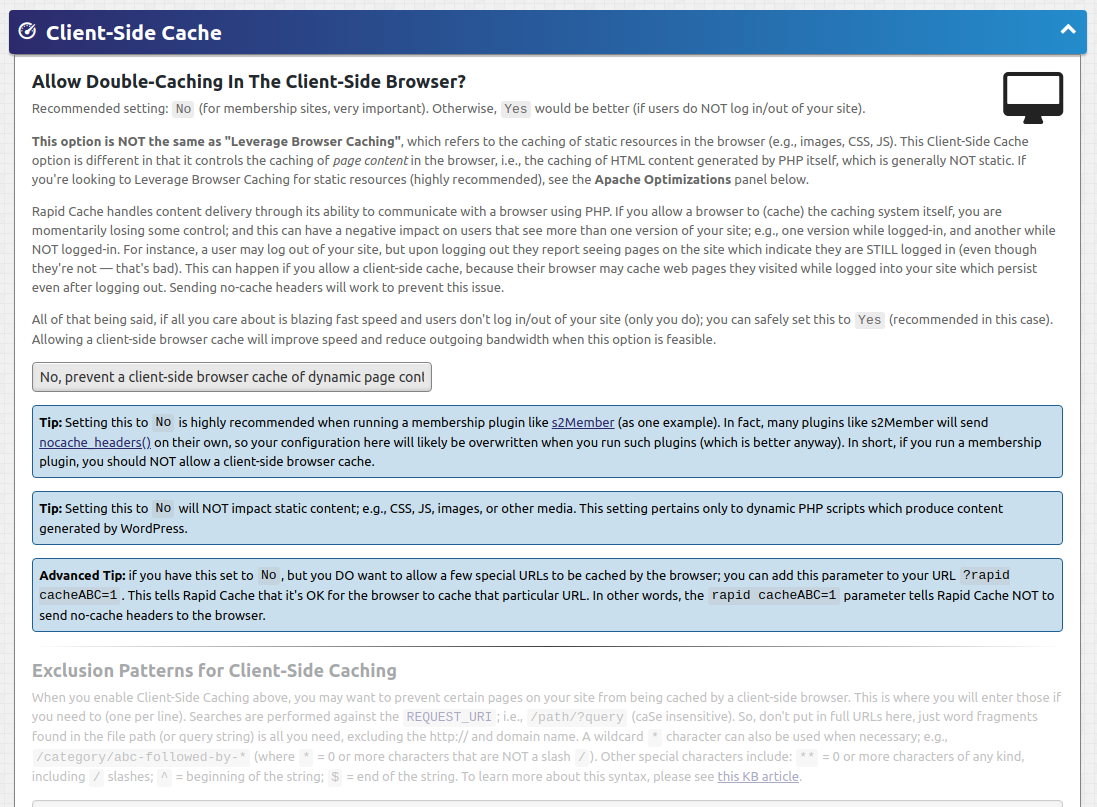 Client-Side Cache
Allow Double-Caching In The Client-Side Browser?
Recommended setting: No (for membership sites, very important). Otherwise, Yes would be better (if users do NOT log in/out of your site).
This option is NOT the same as "Leverage Browser Caching", which refers to the caching of static resources in the browser (e.g., images, CSS, JS). This Client-Side Cache
option is different in that it controls the caching of page content in the browser, i.e., the caching of HTML content generated by PHP itself, which is generally NOT static. If
you're looking to Leverage Browser Caching for static resources (highly recommended), see the Apache Optimizations panel below.
Rapid Cache handles content delivery through its ability to communicate with a browser using PHP. If you allow a browser to (cache) the caching system itself, you are
momentarily losing some control; and this can have a negative impact on users that see more than one version of your site; e.g., one version while logged-in, and another while
NOT logged-in. For instance, a user may log out of your site, but upon logging out they report seeing pages on the site which indicate they are STILL logged in (even though
they're not — that's bad). This can happen if you allow a client-side cache, because their browser may cache web pages they visited while logged into your site which persist
even after logging out. Sending no-cache headers will work to prevent this issue.
All of that being said, if all you care about is blazing fast speed and users don't log in/out of your site (only you do); you can safely set this to Yes (recommended in this case).
Allowing a client-side browser cache will improve speed and reduce outgoing bandwidth when this option is feasible.
No, prevent a client-side browser cache of dynamic page cont
Tip: Setting this to No is highly recommended when running a membership plugin like s2Member (as one example). In fact, many plugins like s2Member will send
nocache_headers() on their own, so your configuration here will likely be overwritten when you run such plugins (which is better anyway). In short, if you run a membership
plugin, you should NOT allow a client-side browser cache.
Tip: Setting this to No will NOT impact static content; e.g., CSS, JS, images, or other media. This setting pertains only to dynamic PHP scripts which produce content
generated by WordPress.
Advanced Tip: if you have this set to No, but you DO want to allow a few special URLs to be cached by the browser; you can add this parameter to your URL ?rapid
cacheABC=1. This tells Rapid Cache that it's OK for the browser to cache that particular URL. In other words, the rapid cacheABC=1 parameter tells Rapid Cache NOT to
send no-cache headers to the browser.
Exclusion Patterns for Client-Side Caching
When you enable Client-Side Caching above, you may want to prevent certain pages on your site from being cached by a client-side browser. This is where you will enter those if
you need to (one per line). Searches are performed against the REQUEST_URI; i.e., /path/?query (caSe insensitive). So, don't put in full URLs here, just word fragments
found in the file path (or query string) is all you need, excluding the http:// and domain name. A wildcard * character can also be used when necessary; e.g.,
/category/abc-followed-by-* (where * = 0 or more characters that are NOT a slash /). Other special characters include: ** = 0 or more characters of any kind,
including / slashes; ^ = beginning of the string; $ = end of the string. To learn more about this syntax, please see this KB article.